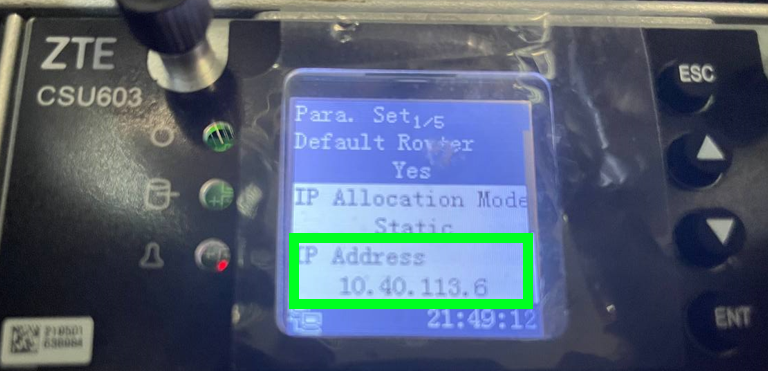 ZTE
CSU603
Para. Set1/5
Default Router
Yes
IP Allocation Mode
Static
IP Address
10.40.113.6
21:49:12
ESC
ENT